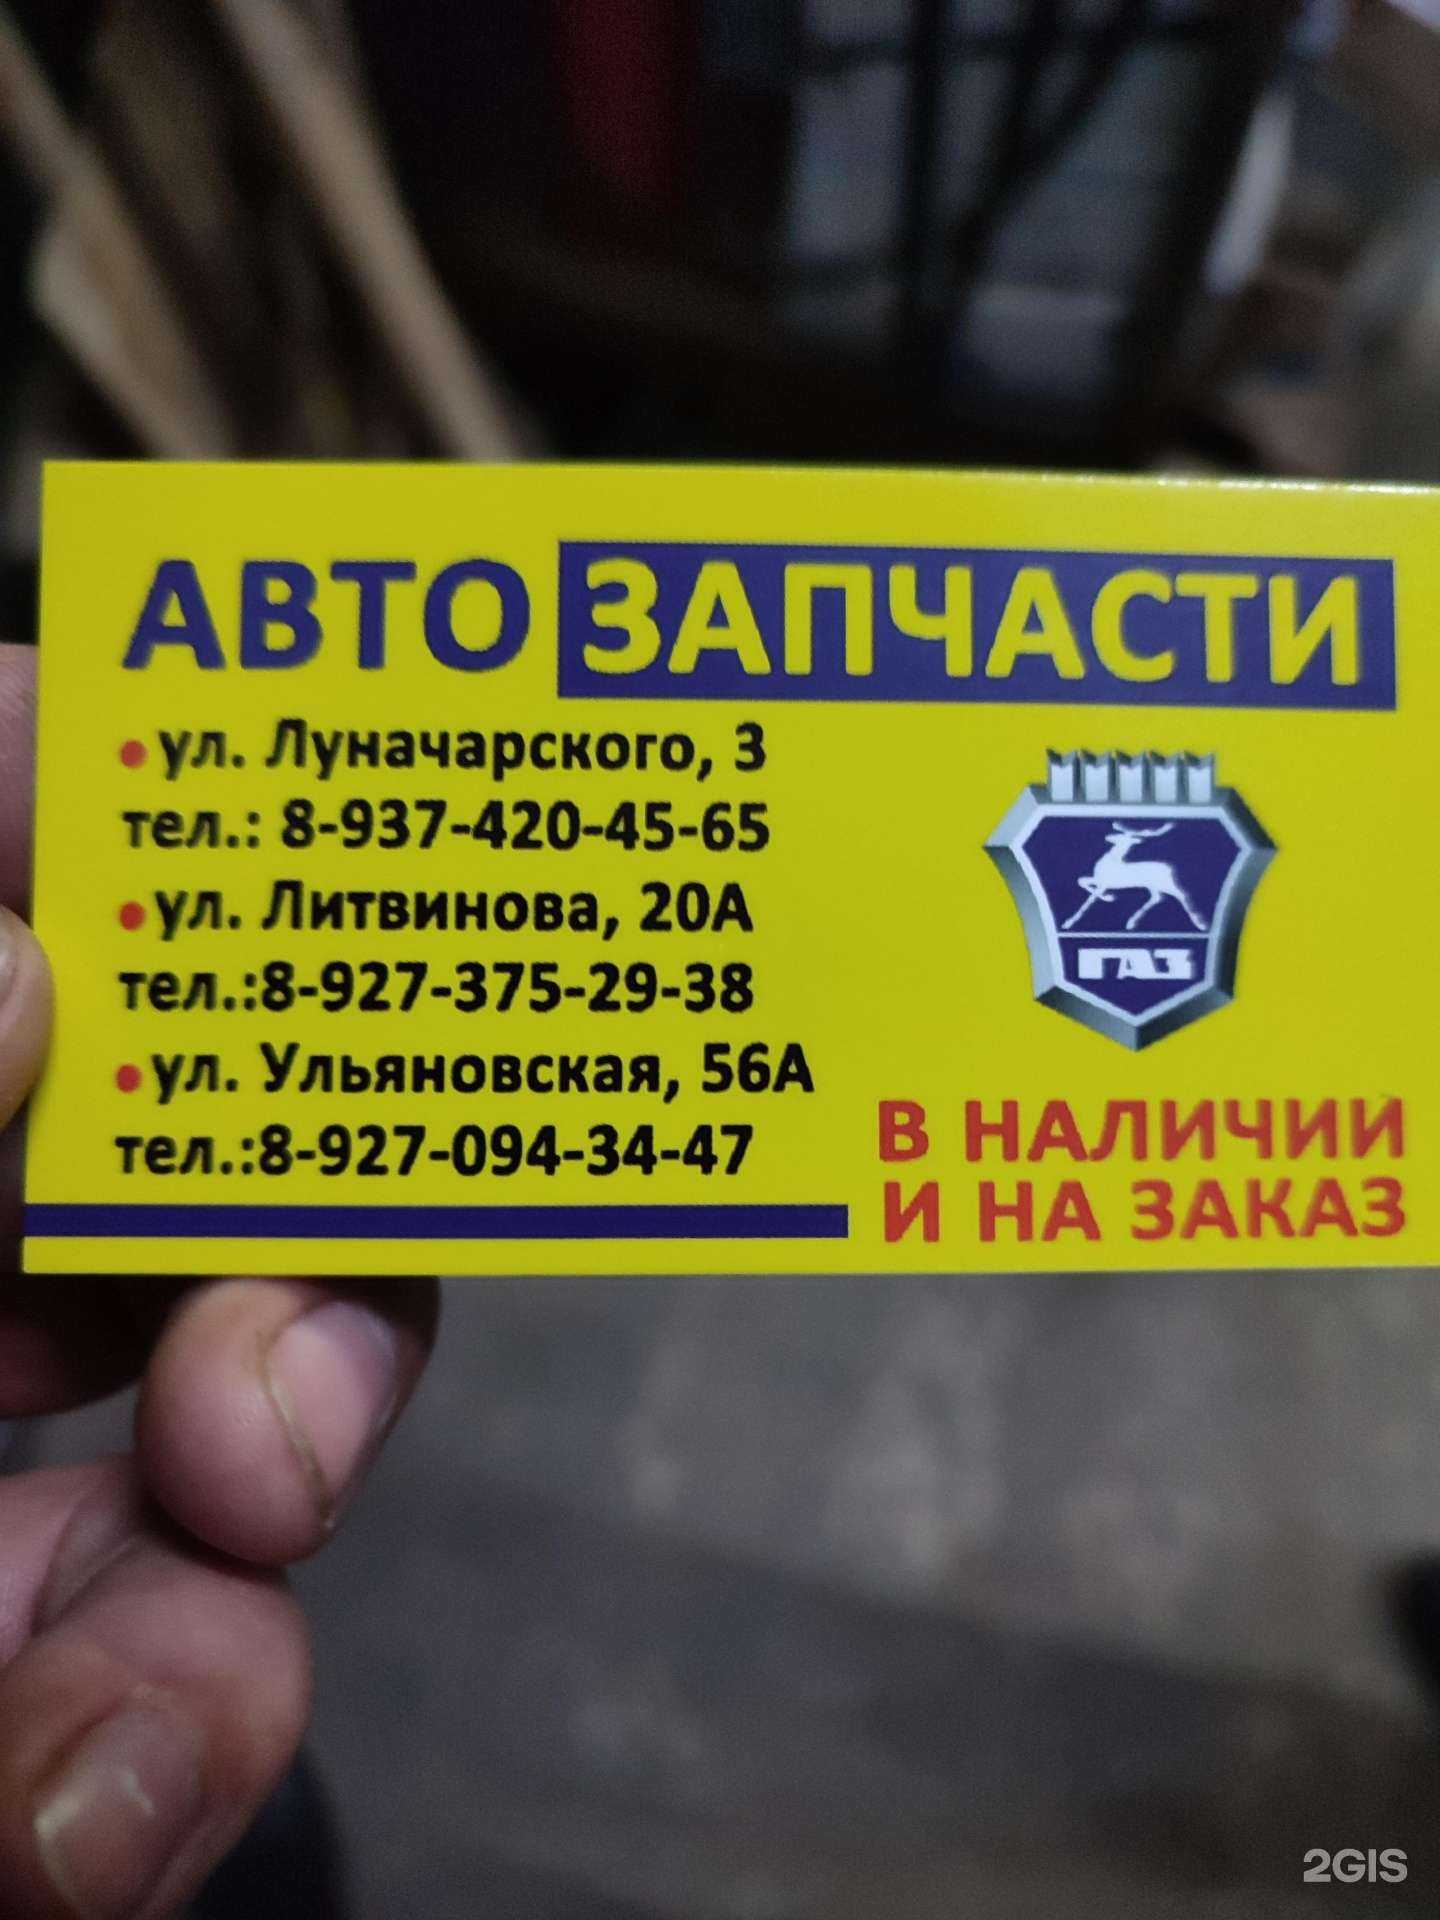 АВТО ЗАПЧАСТИ
• ул. Луначарского, 3
тел.: 8-937-420-45-65
• ул. Литвинова, 20А
тел.:8-927-375-29-38
• ул. Ульяновская, 56А
тел.:8-927-094-34-47
ГАЗ
В НАЛИЧИИ
И НА ЗАКАЗ
2GIS